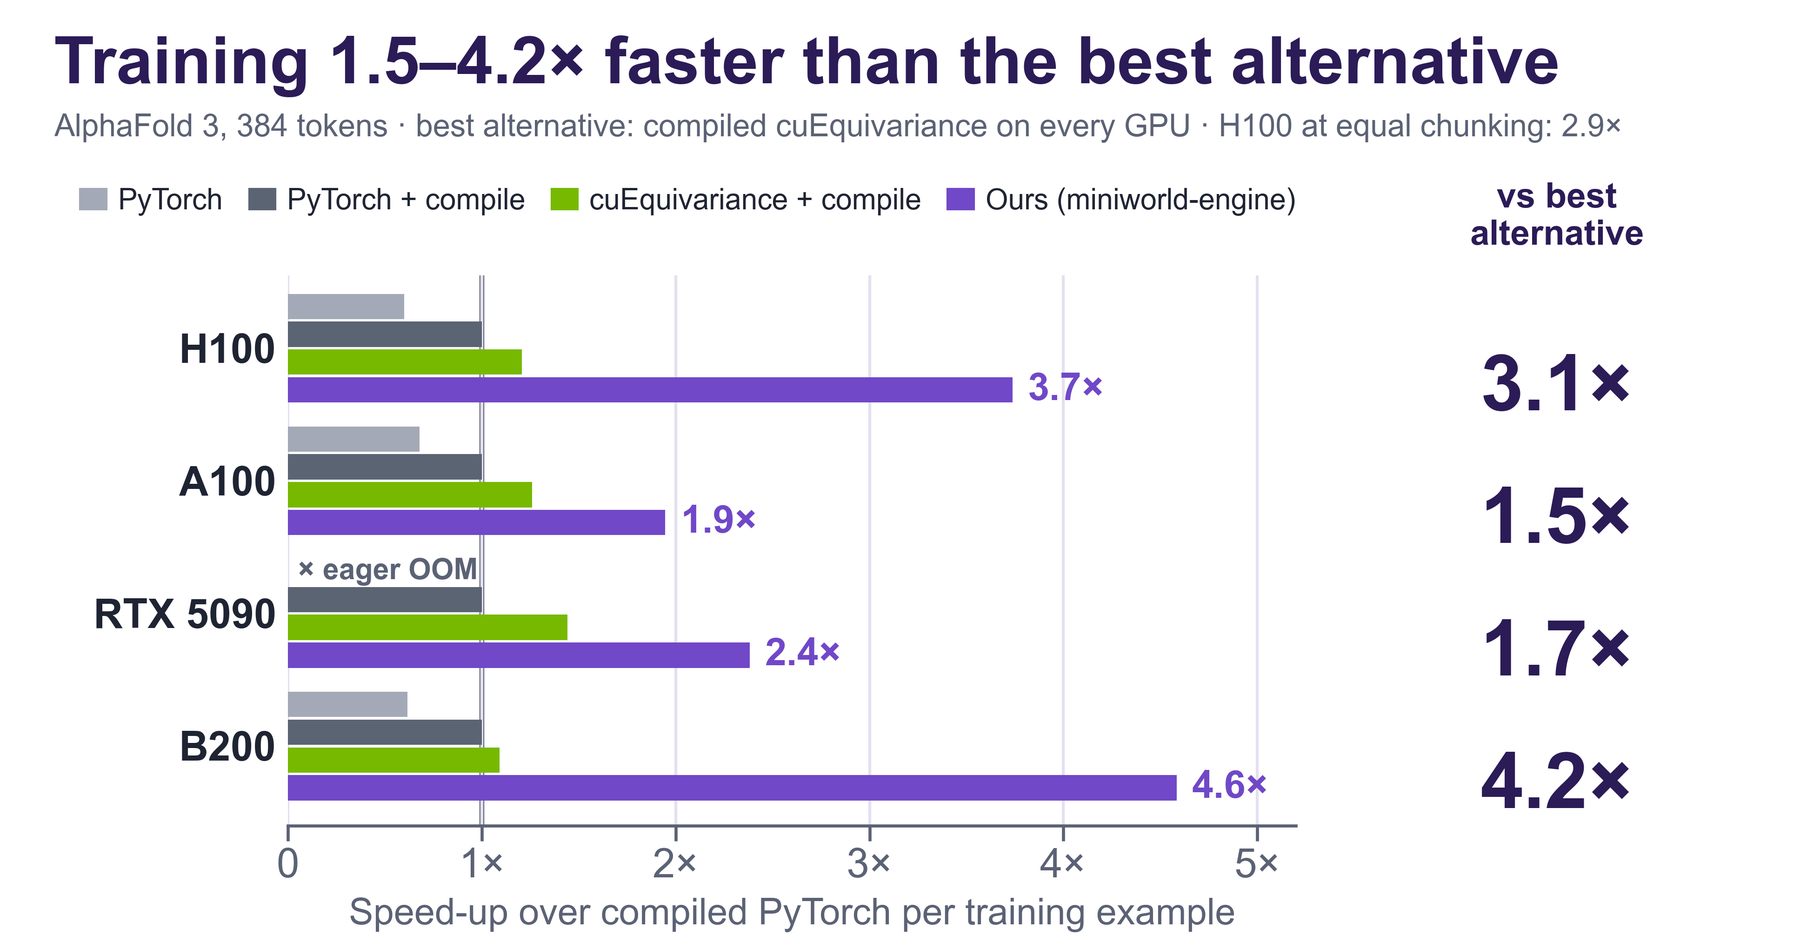 Training 1.5–4.2× faster than the best alternative
AlphaFold 3, 384 tokens · best alternative: compiled cuEquivariance on every GPU · H100 at equal chunking: 2.9×
PyTorch PyTorch + compile cuEquivariance + compile Ours (miniworld-engine)
vs best
alternative
H100
3.7×
3.1×
A100
1.9×
1.5×
× eager OOM
RTX 5090
2.4×
1.7×
B200
4.6×
4.2×
0 1× 2× 3× 4× 5×
Speed-up over compiled PyTorch per training example